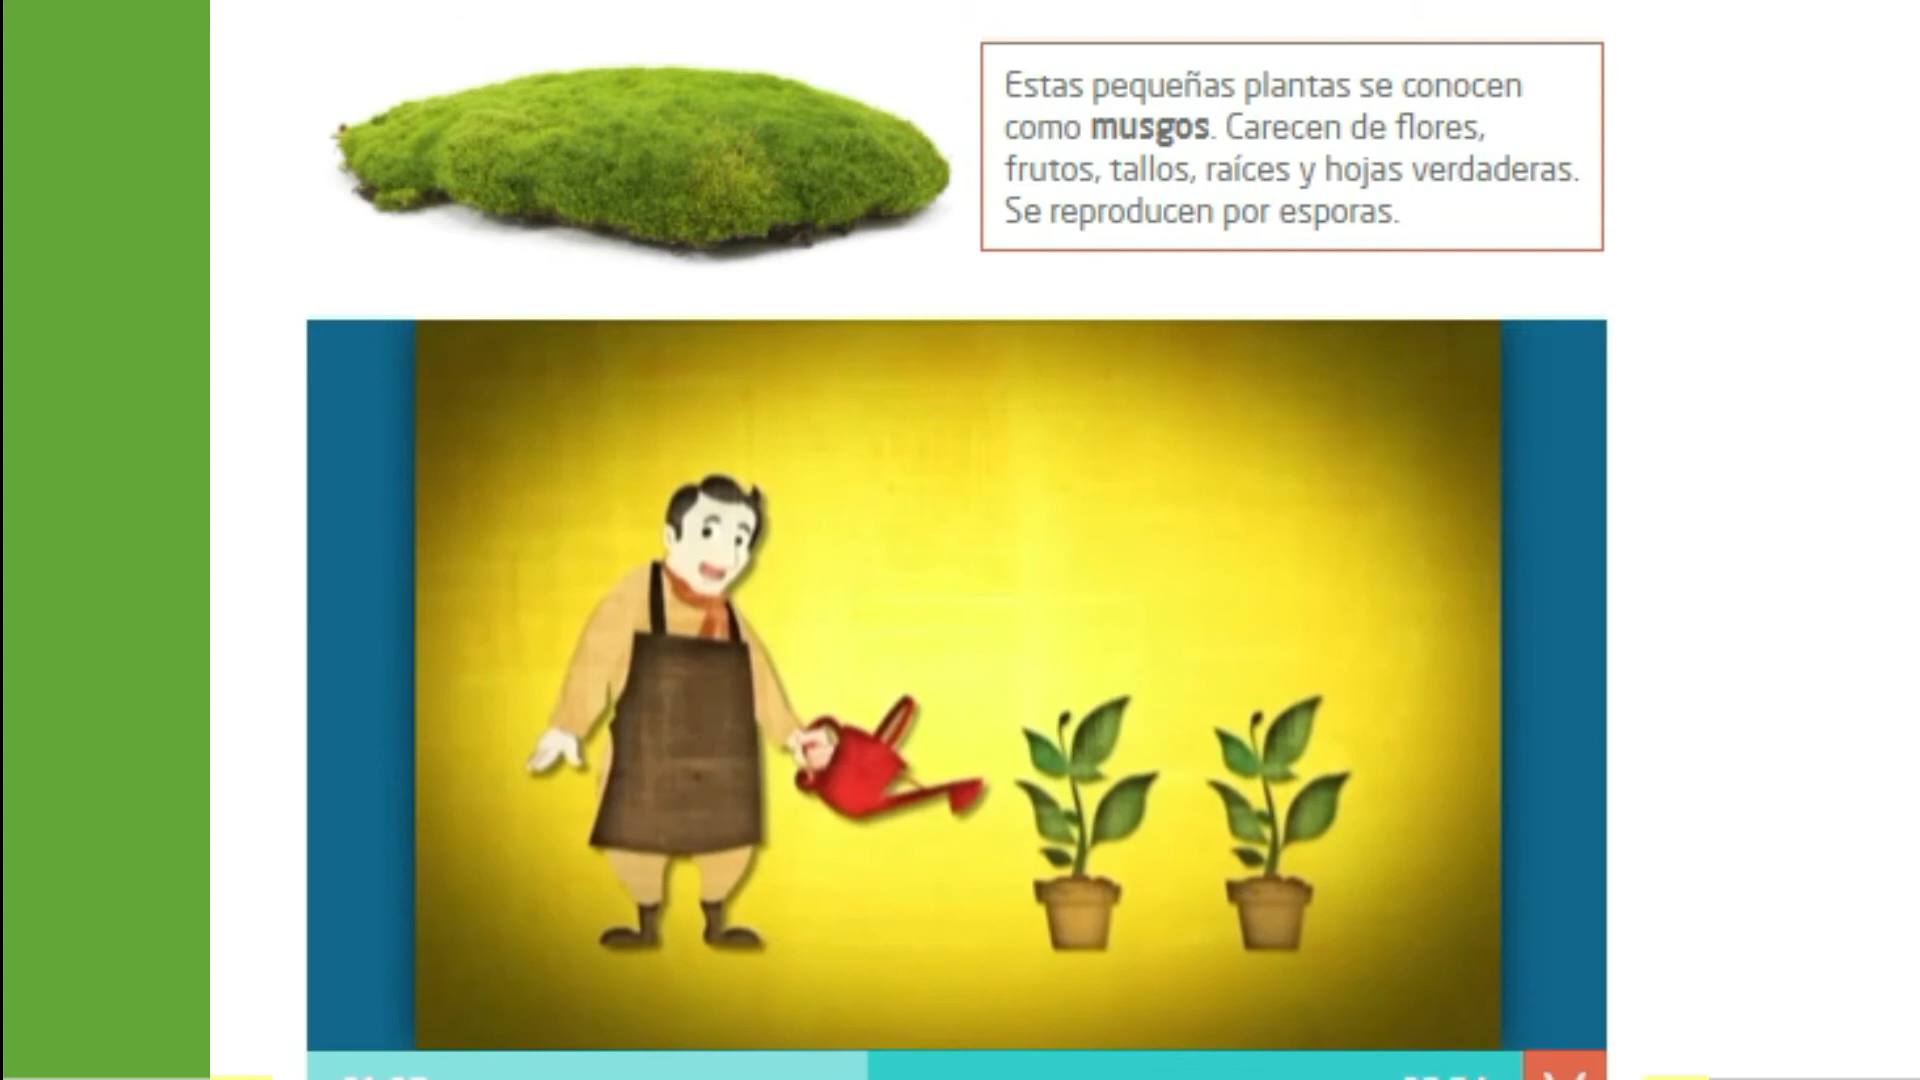 Estas pequeñas plantas se conocen
como musgos. Carecen de flores,
frutos, tallos, raíces y hojas verdaderas.
Se reproducen por esporas.